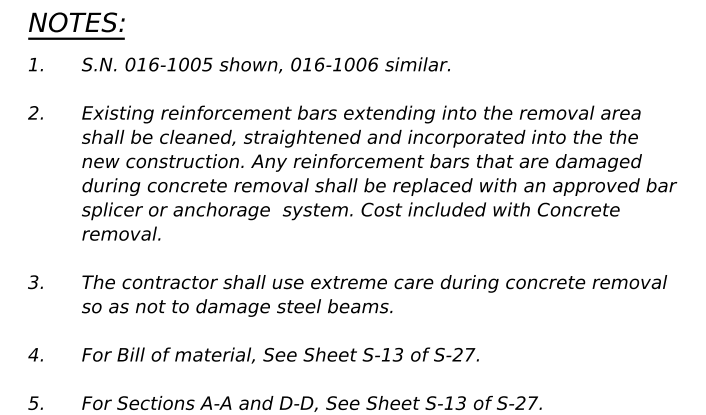 NOTES:
1. S.N. 016-1005 shown, 016-1006 similar.
2. Existing reinforcement bars extending into the removal area
shall be cleaned, straightened and incorporated into the the
new construction. Any reinforcement bars that are damaged
during concrete removal shall be replaced with an approved bar
splicer or anchorage  system. Cost included with Concrete
removal.
3. The contractor shall use extreme care during concrete removal
so as not to damage steel beams.
4. For Bill of material, See Sheet S-13 of S-27.
5. For Sections A-A and D-D, See Sheet S-13 of S-27.